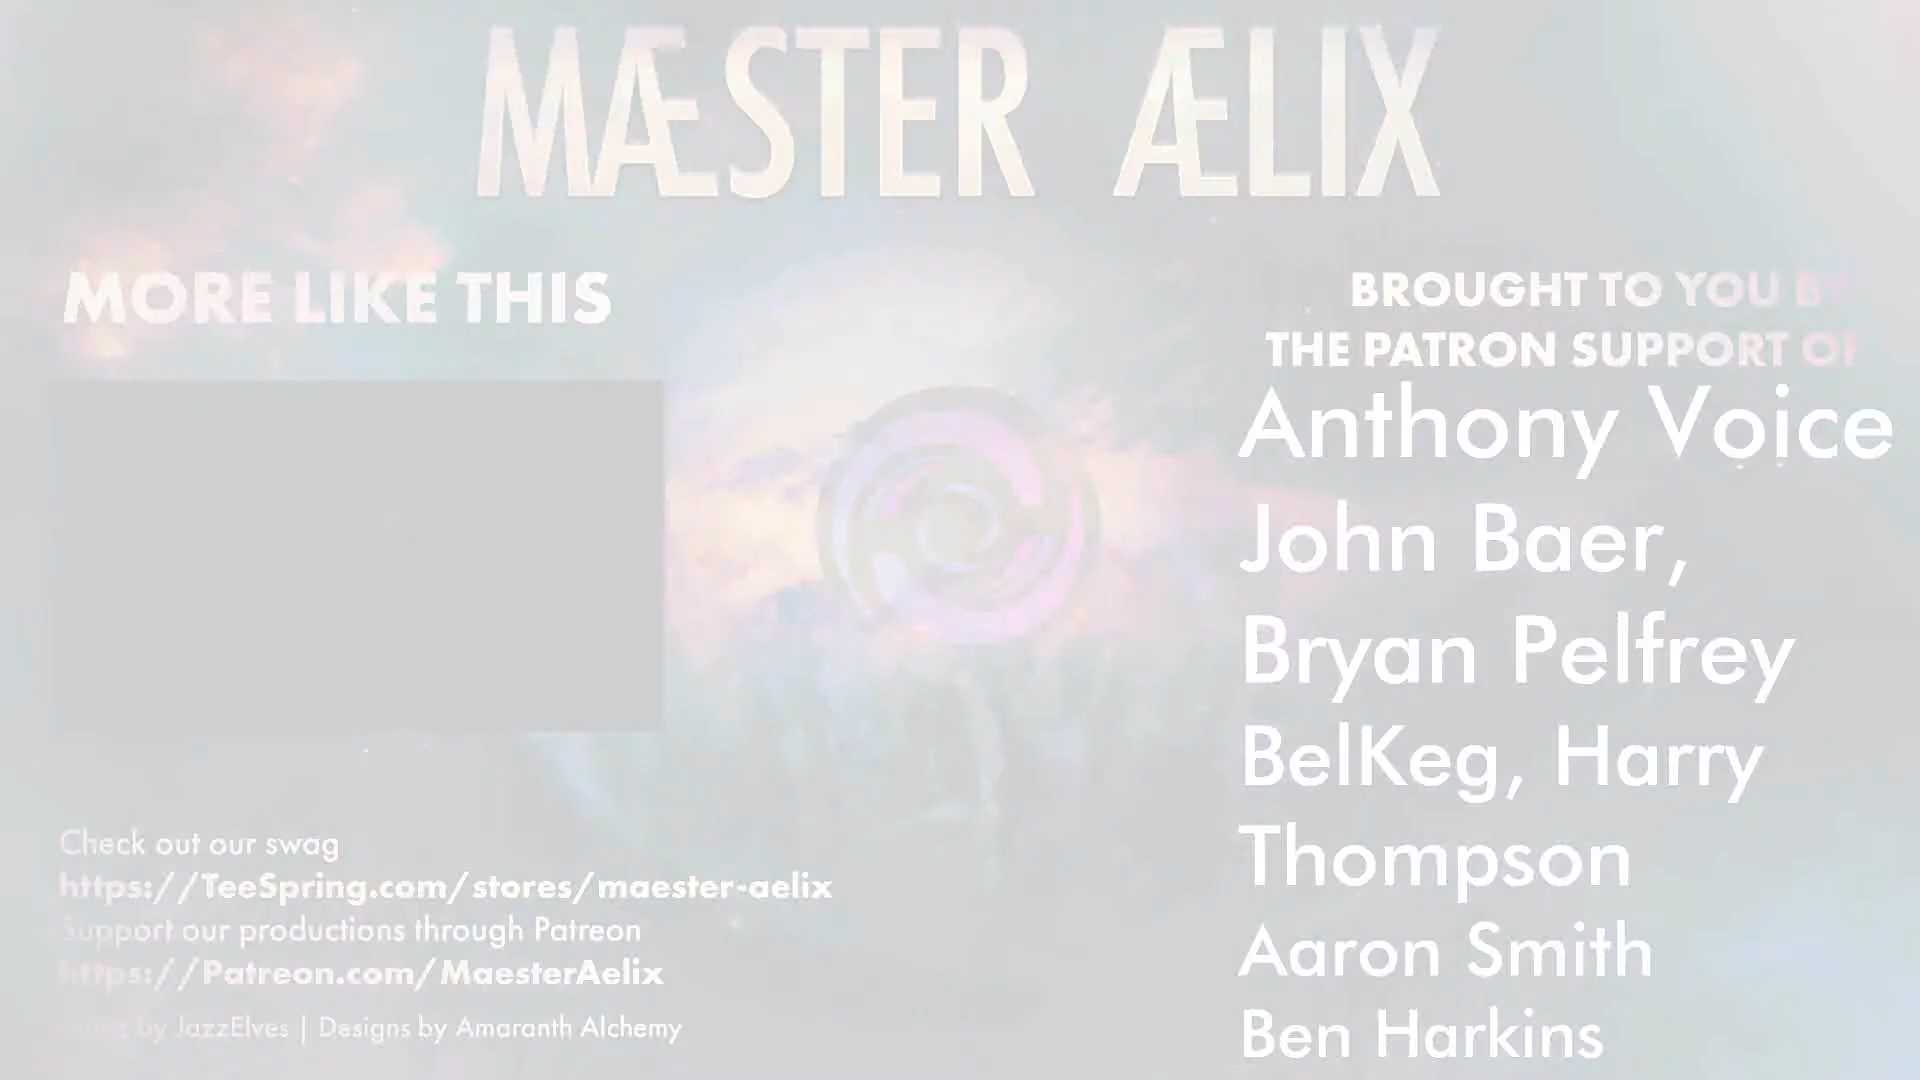 MÆSTER ÆLIX
MORE LIKE THIS
BROUGHT TO YOU BY
THE PATRON SUPPORT OF
Anthony Voice
John Baer,
Bryan Pelfrey
BelKeg, Harry
Thompson
Aaron Smith
Ben Harkins
Check out our swag
https://TeeSpring.com/stores/maester-aelix
Support our productions through Patreon
https://Patreon.com/MaesterAelix
by JazzElves | Designs by Amaranth Alchemy